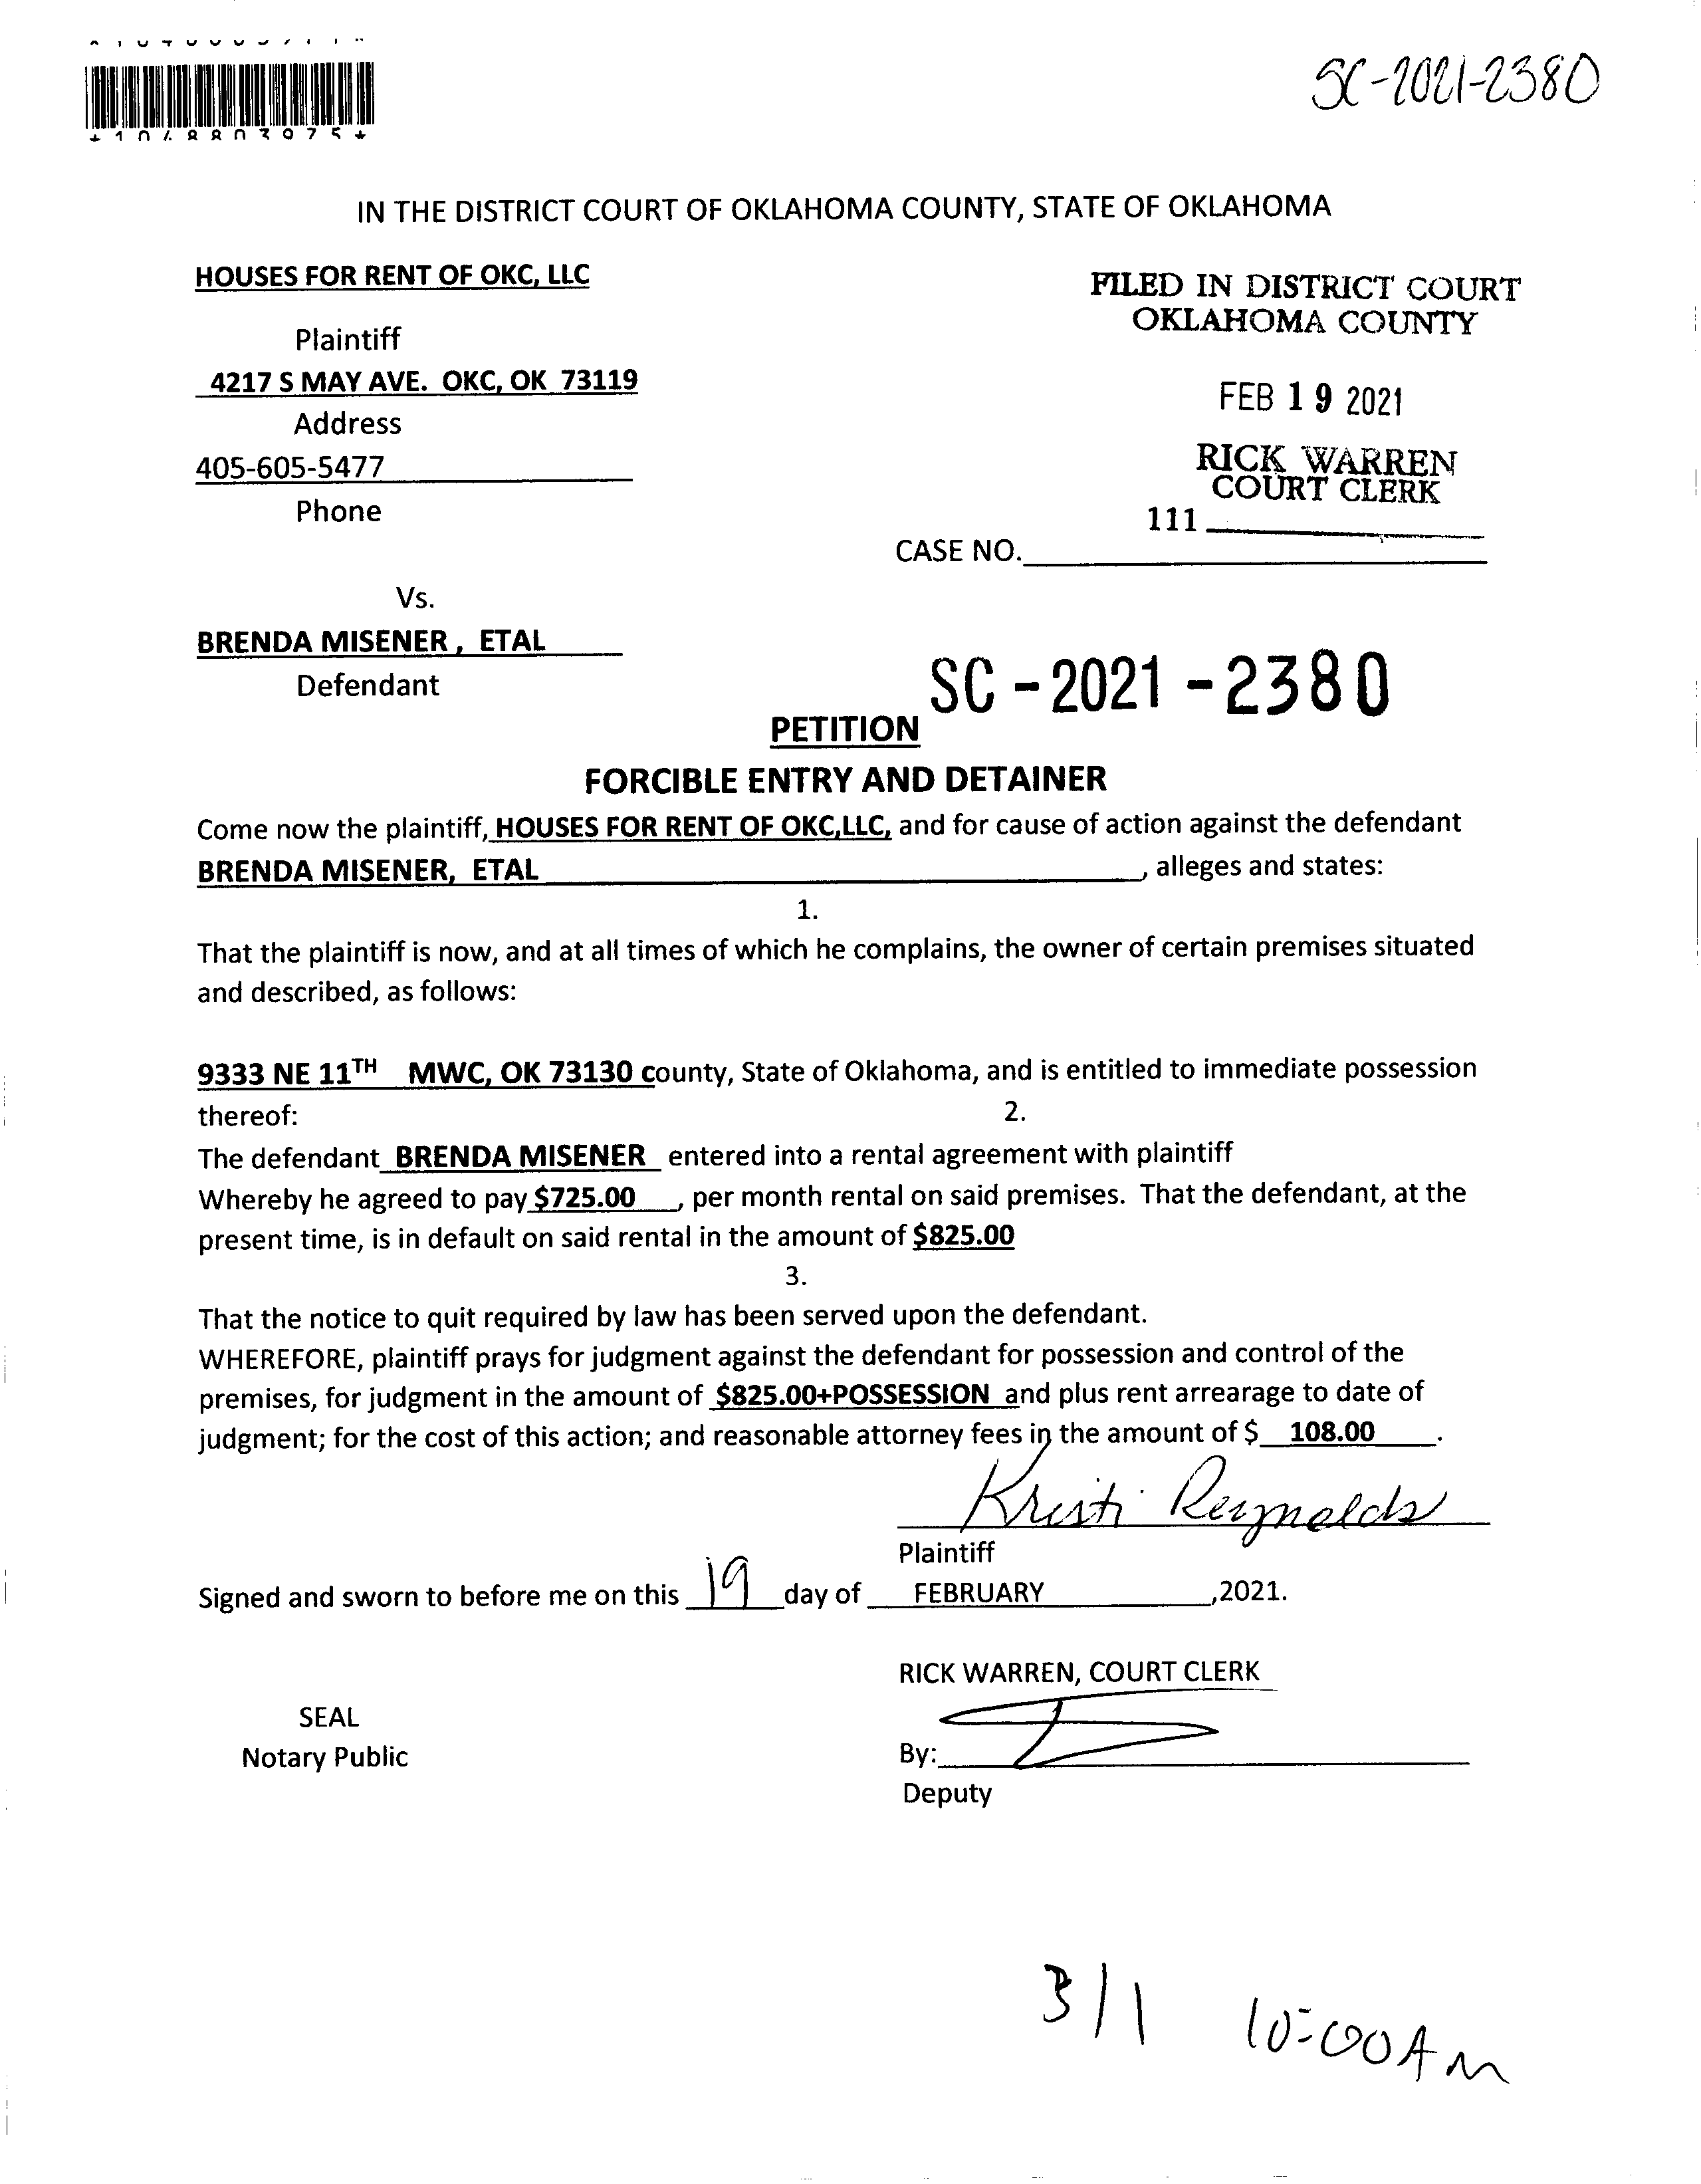 SC-2021-2380
*1048803975*
IN THE DISTRICT COURT OF OKLAHOMA COUNTY, STATE OF OKLAHOMA
HOUSES FOR RENT OF OKC, LLC
Plaintiff
4217 S MAY AVE. OKC, OK 73119
Address
405-605-5477
Phone
FILED IN DISTRICT COURT
OKLAHOMA COUNTY
FEB 19 2021
RICK WARREN
COURT CLERK
111
CASE NO.
Vs.
BRENDA MISENER , ETAL
Defendant
SC-2021-2380
PETITION
FORCIBLE ENTRY AND DETAINER
Come now the plaintiff, HOUSES FOR RENT OF OKC,LLC, and for cause of action against the defendant
BRENDA MISENER, ETAL , alleges and states:
1.
That the plaintiff is now, and at all times of which he complains, the owner of certain premises situated
and described, as follows:
9333 NE 11TH MWC, OK 73130 county, State of Oklahoma, and is entitled to immediate possession
thereof:
2.
The defendant BRENDA MISENER entered into a rental agreement with plaintiff
Whereby he agreed to pay $725.00 , per month rental on said premises. That the defendant, at the
present time, is in default on said rental in the amount of $825.00
3.
That the notice to quit required by law has been served upon the defendant.
WHEREFORE, plaintiff prays for judgment against the defendant for possession and control of the
premises, for judgment in the amount of $825.00+POSSESSION and plus rent arrearage to date of
judgment; for the cost of this action; and reasonable attorney fees in the amount of $ 108.00 .
Kristi Reynolds
Plaintiff
Signed and sworn to before me on this 19 day of FEBRUARY ,2021.
RICK WARREN, COURT CLERK
SEAL
Notary Public
By:
Deputy
3/1 10:00AM